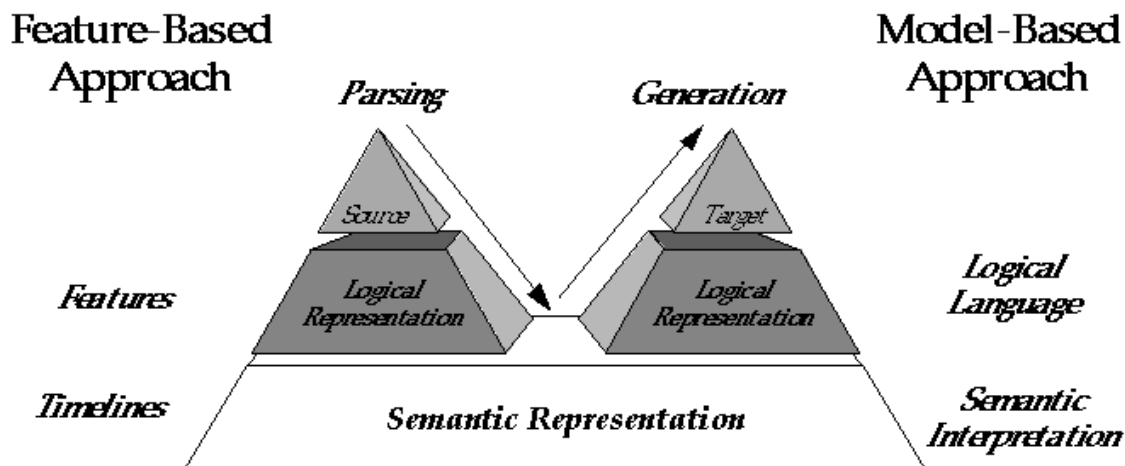 Feature-Based
Approach
Model-Based
Approach
Parsing
Generation
Source
Target
Features
Logical
Representation
Logical
Representation
Logical
Language
Timelines
Semantic Representation
Semantic
Interpretation